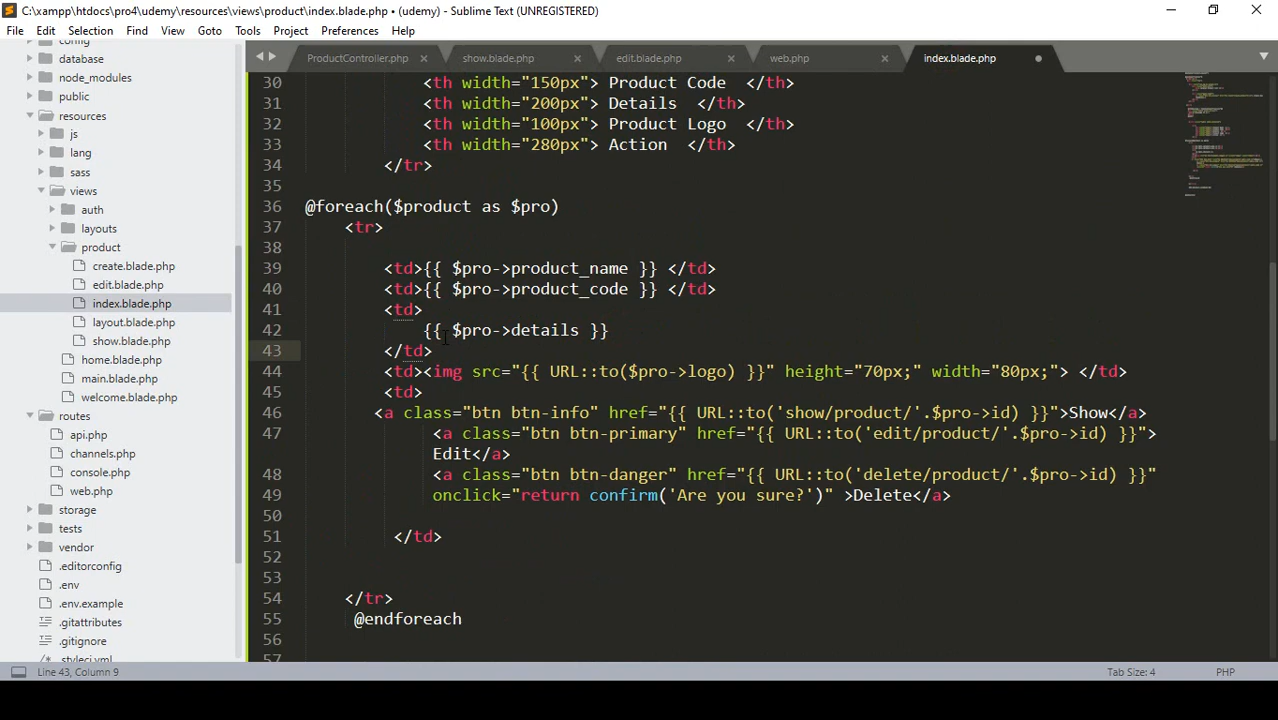 C:\xampp\htdocs\pro4\udemy\resources\views\product\index.blade.php • (udemy) - Sublime Text (UNREGISTERED)
File Edit Selection Find View Goto Tools Project Preferences Help
ProductController.php × show.blade.php × edit.blade.php × web.php × index.blade.php
config
database
node_modules
public
resources
js
lang
sass
views
auth
layouts
product
create.blade.php
edit.blade.php
index.blade.php
layout.blade.php
show.blade.php
home.blade.php
main.blade.php
welcome.blade.php
routes
api.php
channels.php
console.php
web.php
storage
tests
vendor
.editorconfig
.env
.env.example
.gitattributes
.gitignore
.styleci.yml
30 <th width="150px"> Product Code </th>
31 <th width="200px"> Details </th>
32 <th width="100px"> Product Logo </th>
33 <th width="280px"> Action </th>
34 </tr>
35
36 @foreach($product as $pro)
37 <tr>
38
39 <td>{{ $pro->product_name }} </td>
40 <td>{{ $pro->product_code }} </td>
41 <td>
42 {{ $pro->details }}
43 </td>
44 <td><img src="{{ URL::to($pro->logo) }}" height="70px;" width="80px;"> </td>
45 <td>
46 <a class="btn btn-info" href="{{ URL::to('show/product/'.$pro->id) }}">Show</a>
47 <a class="btn btn-primary" href="{{ URL::to('edit/product/'.$pro->id) }}">
Edit</a>
48 <a class="btn btn-danger" href="{{ URL::to('delete/product/'.$pro->id) }}"
49 onclick="return confirm('Are you sure?')" >Delete</a>
50
51 </td>
52
53
54 </tr>
55 @endforeach
56
57
Line 43, Column 9
Tab Size: 4
PHP